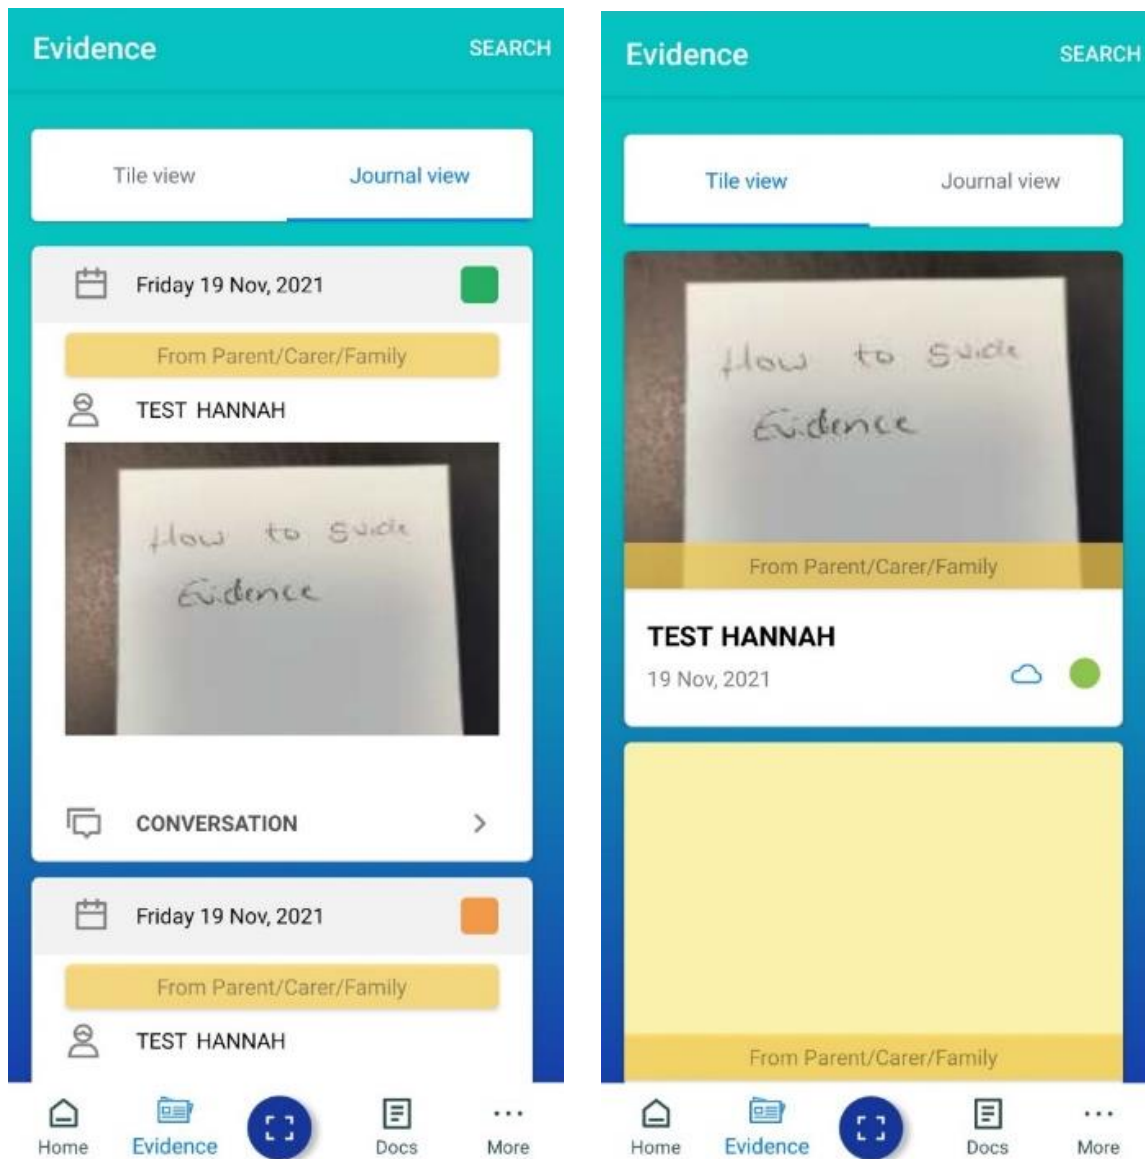 Evidence
SEARCH
Tile view
Journal view
Friday 19 Nov, 2021
From Parent/Carer/Family
TEST HANNAH
How to Guide
Evidence
CONVERSATION
Friday 19 Nov, 2021
From Parent/Carer/Family
TEST HANNAH
Home
Evidence
Docs
More
Evidence
SEARCH
Tile view
Journal view
How to Guide
Evidence
From Parent/Carer/Family
TEST HANNAH
19 Nov, 2021
From Parent/Carer/Family
Home
Evidence
Docs
More